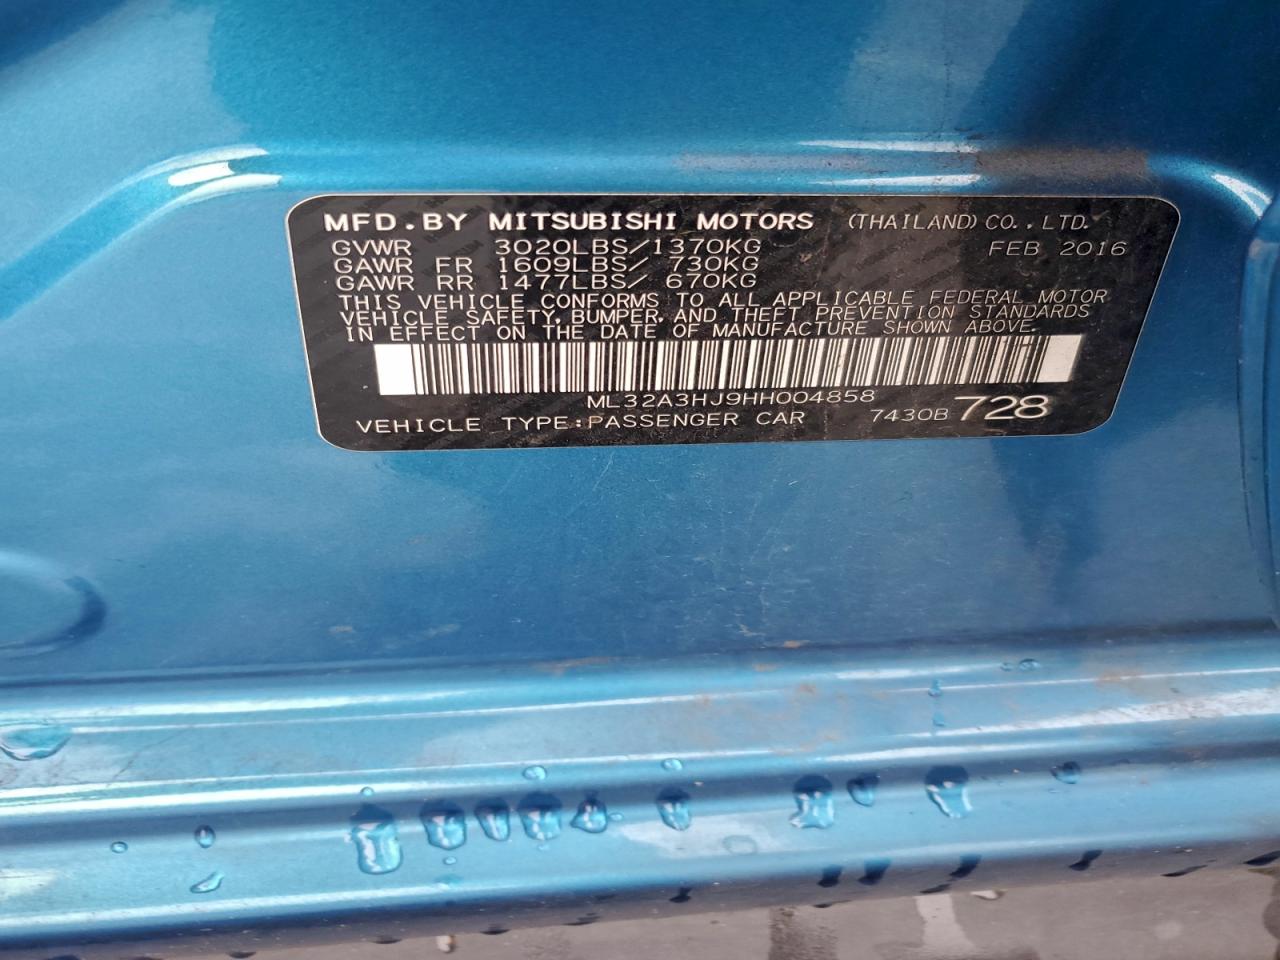 MFD. BY MITSUBISHI MOTORS (THAILAND) CO., LTD.
GVWR 3020LBS/1370KG FEB 2016
GAWR FR 1609LBS/ 730KG
GAWR RR 1477LBS/ 670KG
THIS VEHICLE CONFORMS TO ALL APPLICABLE FEDERAL MOTOR
VEHICLE SAFETY, BUMPER, AND THEFT PREVENTION STANDARDS
IN EFFECT ON THE DATE OF MANUFACTURE SHOWN ABOVE.
ML32A3HJ9HH004858
VEHICLE TYPE:PASSENGER CAR 7430B 728